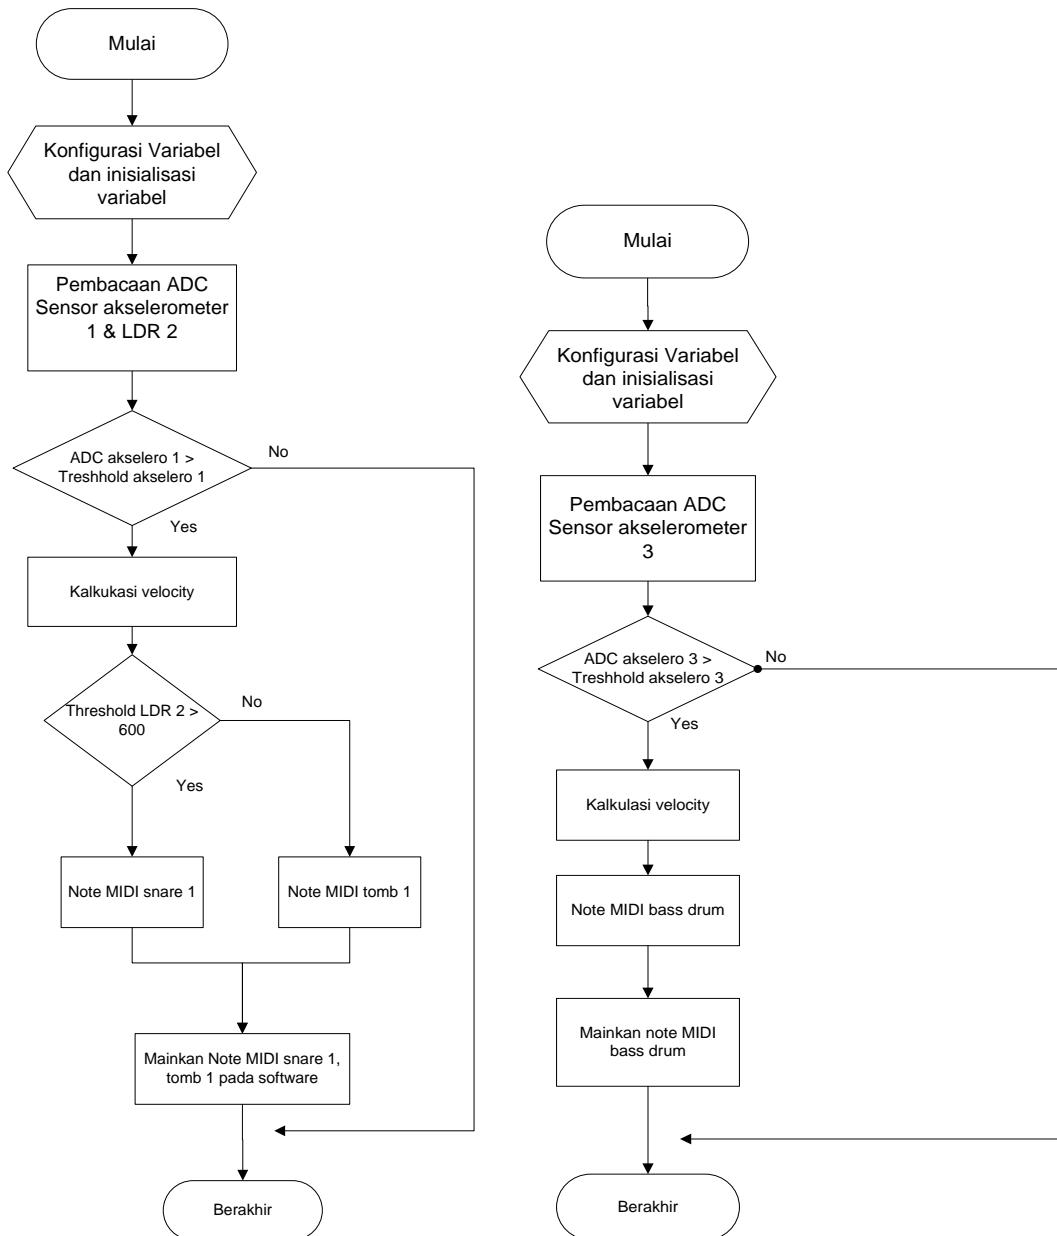 Mulai
Konfigurasi Variabel
dan inisialisasi
variabel
Pembacaan ADC
Sensor akselerometer
1 & LDR 2
ADC akselero 1 >
Treshhold akselero 1
No
Yes
Kalkukasi velocity
Threshold LDR 2 >
600
No
Yes
Note MIDI snare 1
Note MIDI tomb 1
Mainkan Note MIDI snare 1,
tomb 1 pada software
Berakhir
Mulai
Konfigurasi Variabel
dan inisialisasi
variabel
Pembacaan ADC
Sensor akselerometer
3
ADC akselero 3 >
Treshhold akselero 3
No
Yes
Kalkulasi velocity
Note MIDI bass drum
Mainkan note MIDI
bass drum
Berakhir